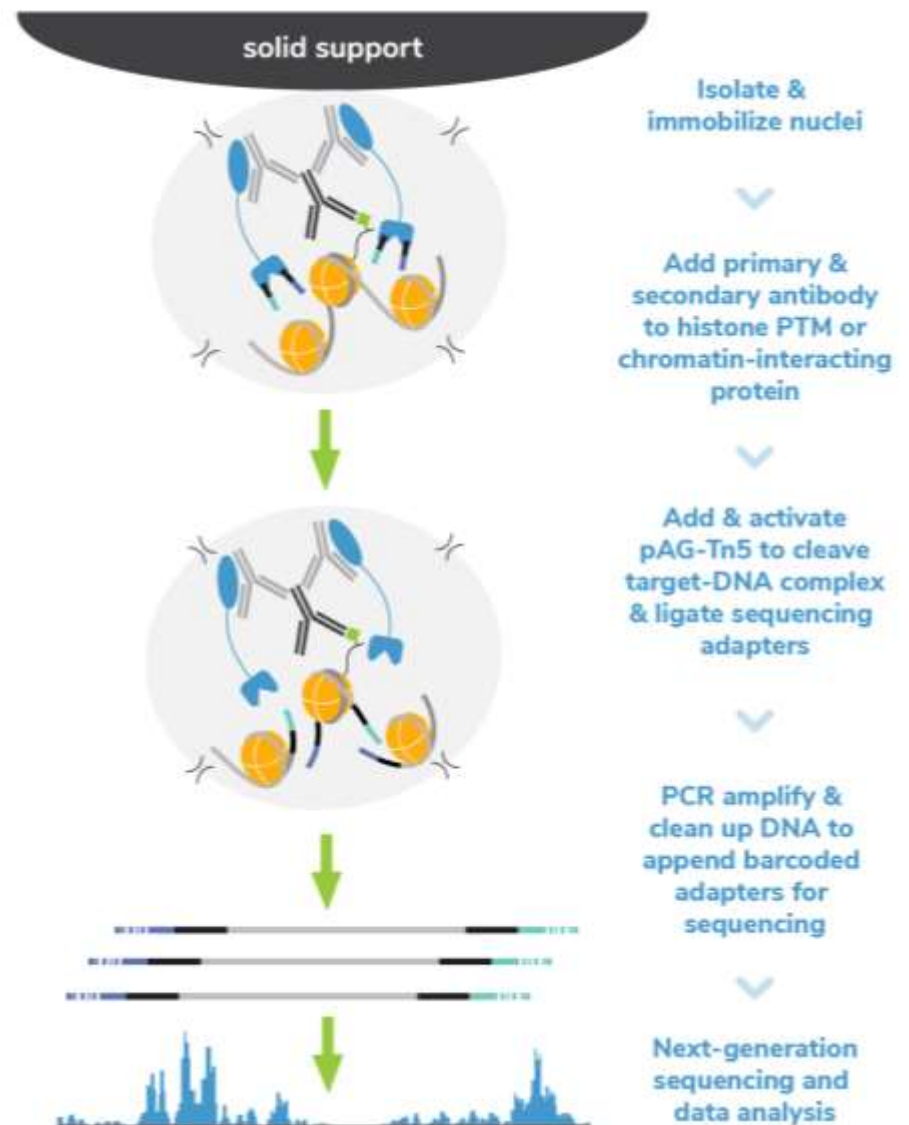 solid support
Isolate &
immobilize nuclei
Add primary &
secondary antibody
to histone PTM or
chromatin-interacting
protein
Add & activate
pAG-Tn5 to cleave
target-DNA complex
& ligate sequencing
adapters
PCR amplify &
clean up DNA to
append barcoded
adapters for
sequencing
Next-generation
sequencing and
data analysis